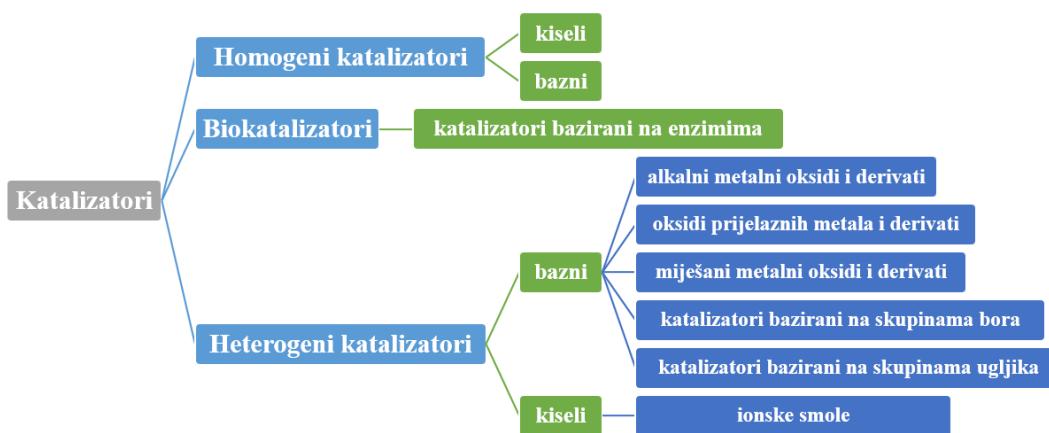 Katalizatori
Homogeni katalizatori
kiseli
bazni
Biokatalizatori
katalizatori bazirani na enzimima
Heterogeni katalizatori
bazni
alkalni metalni oksidi i derivati
oksidi prijelaznih metala i derivati
miješani metalni oksidi i derivati
katalizatori bazirani na skupinama bora
katalizatori bazirani na skupinama ugljika
kiseli
ionske smole